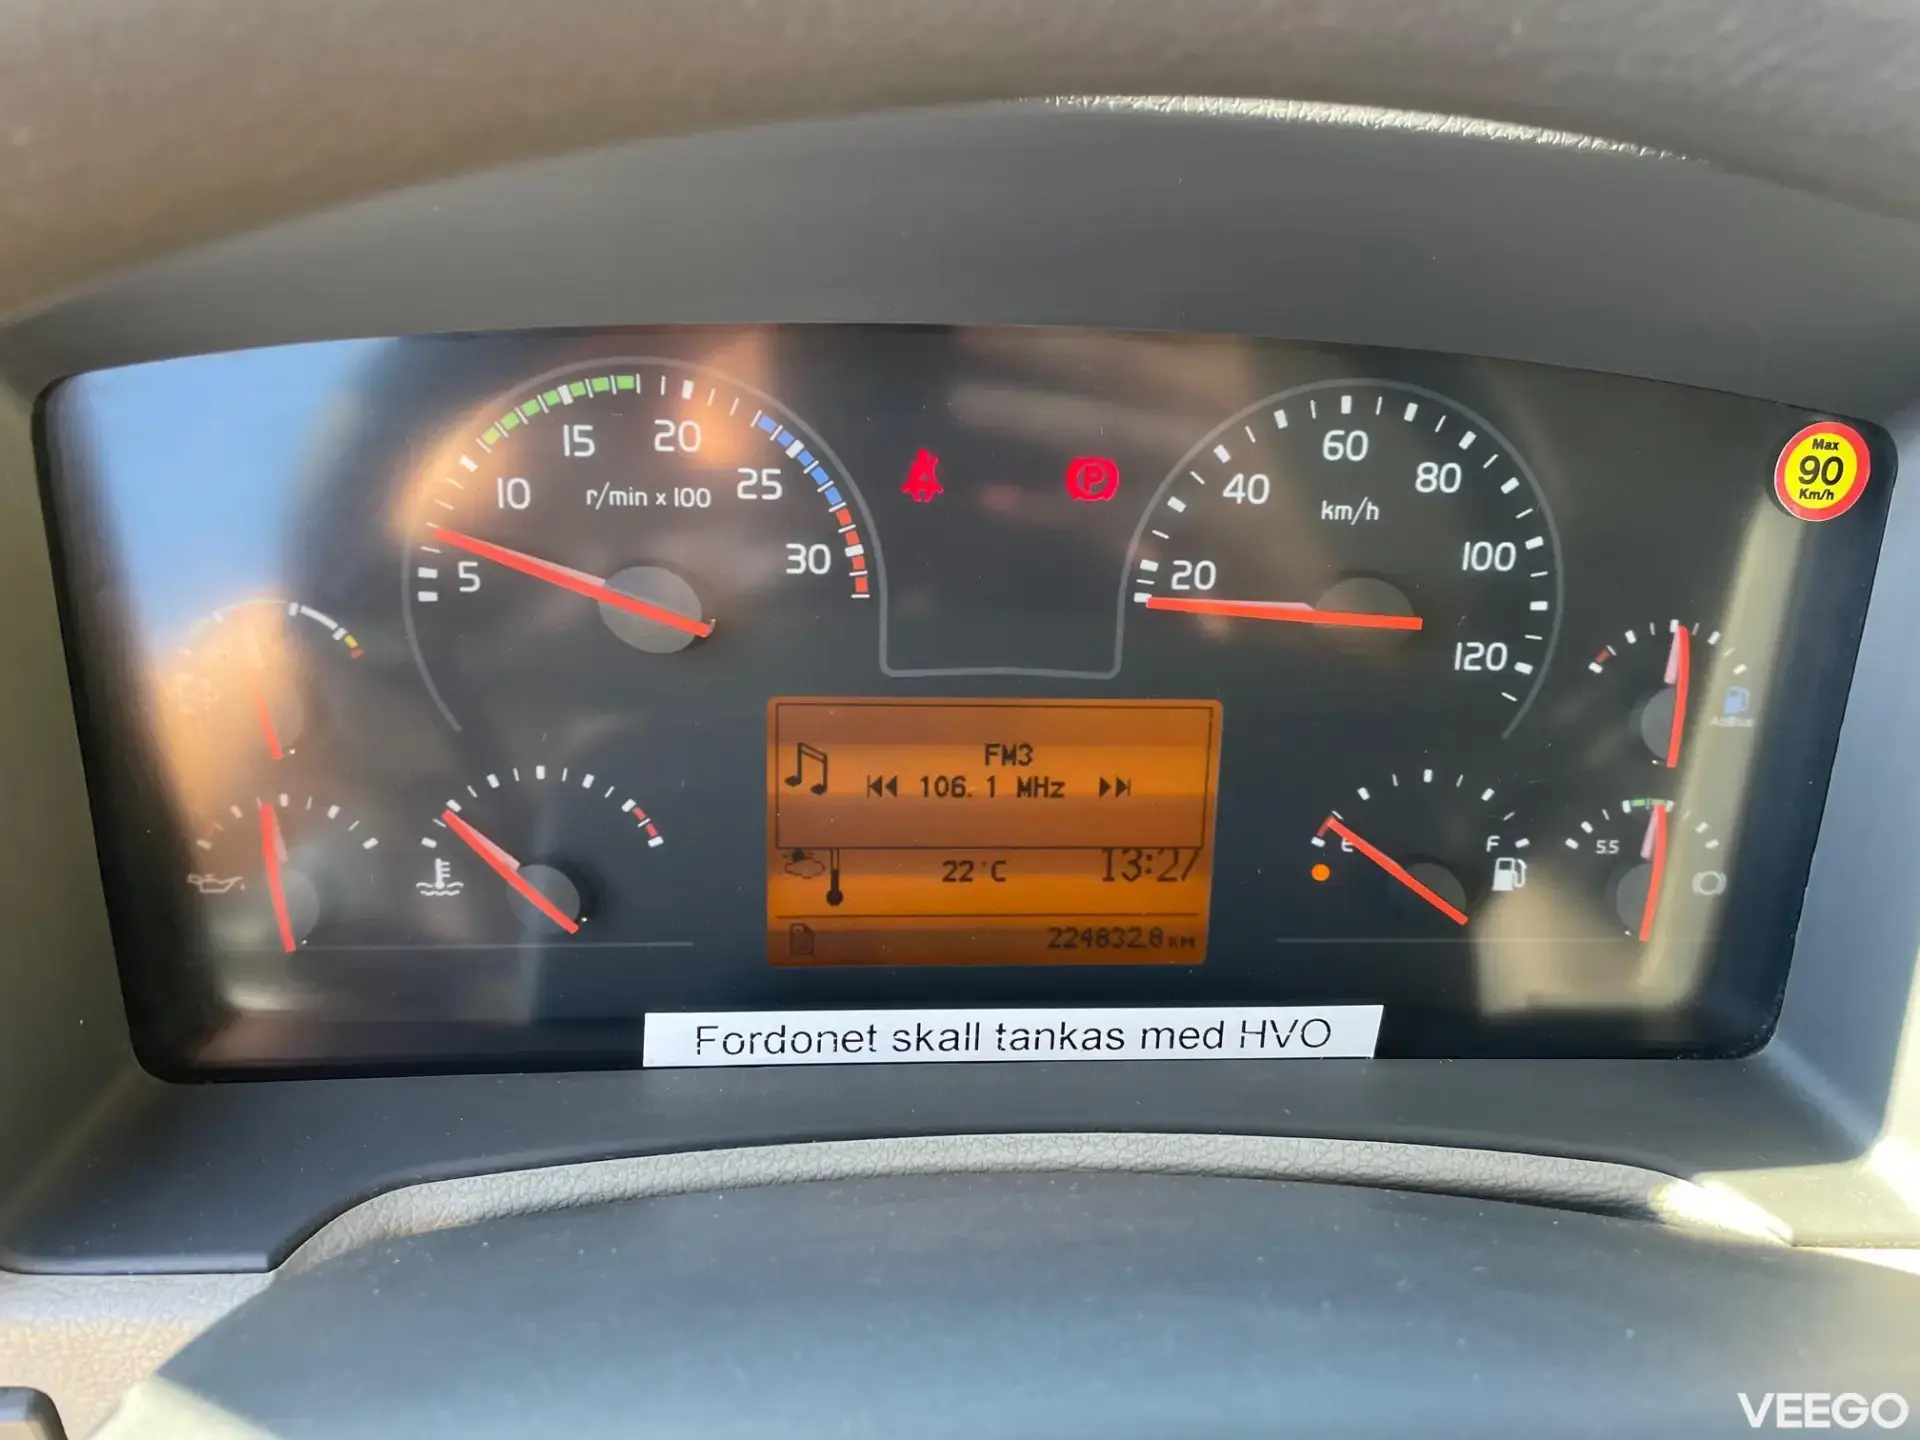 15
20
10
r/min x 100
25
5
30
60
40
80
km/h
20
100
120
Max
90
Km/h
AdBlue
FM3
106.1 MHz
22°C
13:27
224832.8 KM
E
F
5.5
Fordonet skall tankas med HVO
P
VEEGO